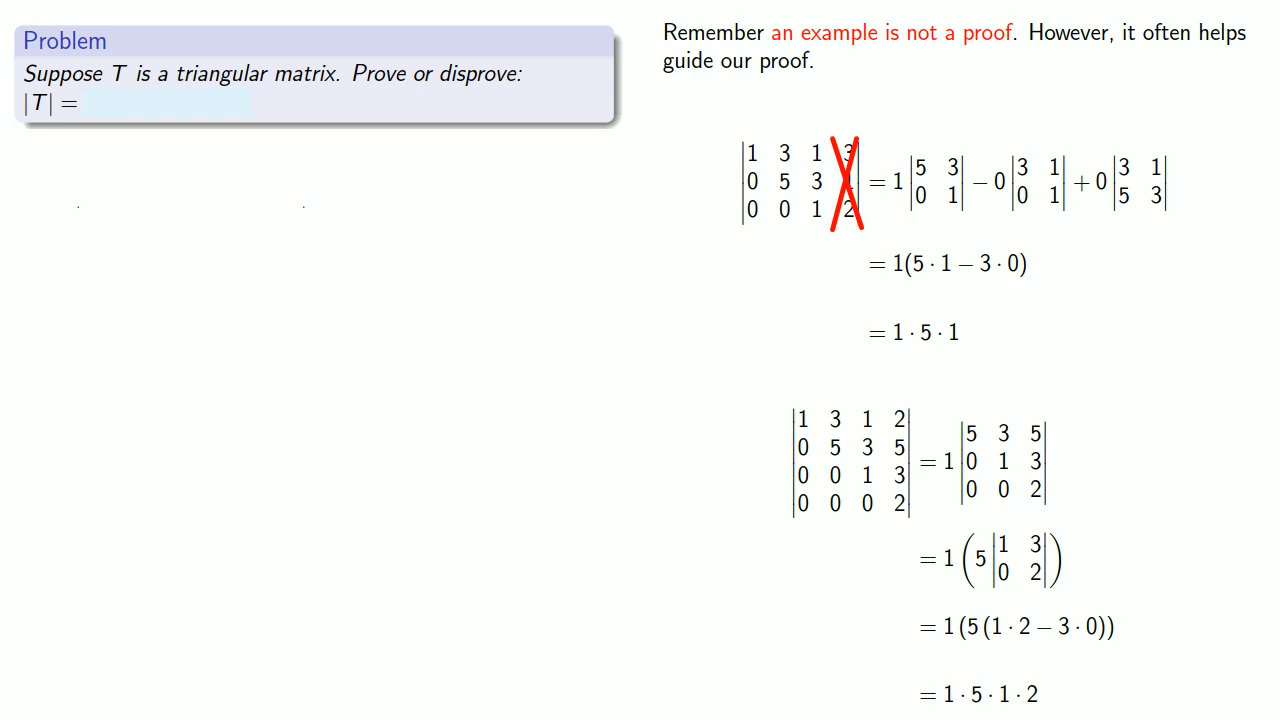 Problem
Suppose T is a triangular matrix. Prove or disprove:
|T| =
Remember an example is not a proof. However, it often helps
guide our proof.
|1 3 1 3|
|0 5 3 1| = 1 |5 3; 0 1| − 0 |3 1; 0 1| + 0 |3 1; 5 3|
|0 0 1 2|
= 1(5 · 1 − 3 · 0)
= 1 · 5 · 1
|1 3 1 2|
|0 5 3 5|
|0 0 1 3|
|0 0 0 2|
= 1 |5 3 5; 0 1 3; 0 0 2|
= 1 (5 |1 3; 0 2|)
= 1 (5 (1 · 2 − 3 · 0))
= 1 · 5 · 1 · 2